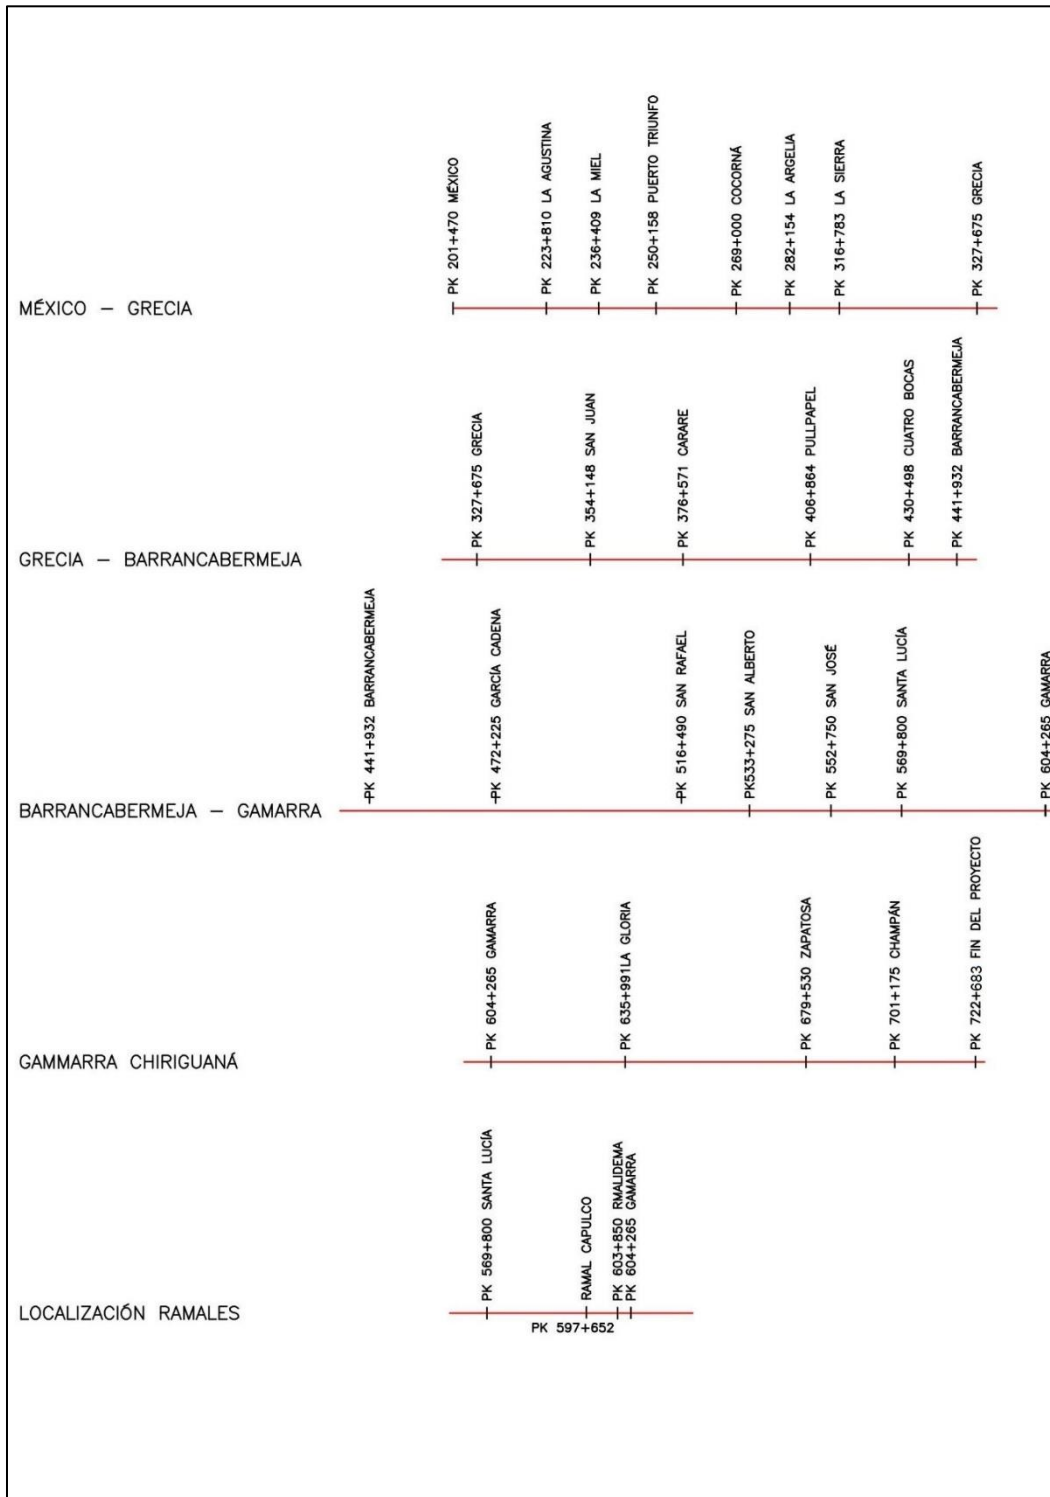 MÉXICO – GRECIA
PK 201+470 MÉXICO
PK 223+810 LA AGUSTINA
PK 236+409 LA MIEL
PK 250+158 PUERTO TRIUNFO
PK 269+000 COCORNÁ
PK 282+154 LA ARGELIA
PK 316+783 LA SIERRA
PK 327+675 GRECIA
GRECIA – BARRANCABERMEJA
PK 327+675 GRECIA
PK 354+148 SAN JUAN
PK 376+571 CARARE
PK 406+864 PULLPAPEL
PK 430+498 CUATRO BOCAS
PK 441+932 BARRANCABERMEJA
BARRANCABERMEJA – GAMARRA
PK 441+932 BARRANCABERMEJA
PK 472+225 GARCÍA CADENA
PK 516+490 SAN RAFAEL
PK533+275 SAN ALBERTO
PK 552+750 SAN JOSÉ
PK 569+800 SANTA LUCÍA
PK 604+265 GAMARRA
GAMMARRA CHIRIGUANÁ
PK 604+265 GAMARRA
PK 635+991LA GLORIA
PK 679+530 ZAPATOSA
PK 701+175 CHAMPÁN
PK 722+683 FIN DEL PROYECTO
LOCALIZACIÓN RAMALES
PK 569+800 SANTA LUCÍA
RAMAL CAPULCO
PK 597+652
PK 603+850 RMALIDEMA
PK 604+265 GAMARRA